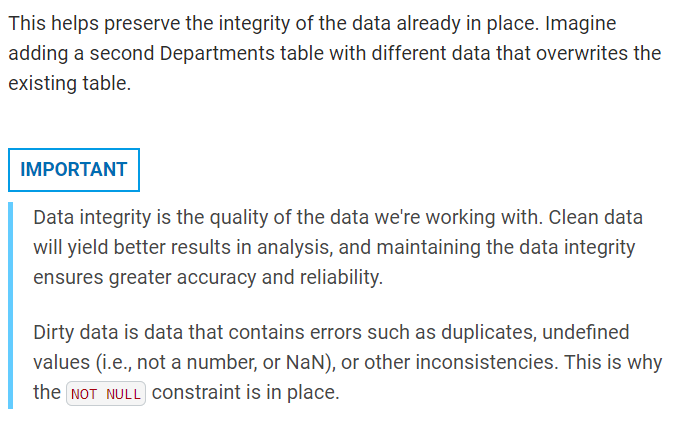 This helps preserve the integrity of the data already in place. Imagine
adding a second Departments table with different data that overwrites the
existing table.
IMPORTANT
Data integrity is the quality of the data we're working with. Clean data
will yield better results in analysis, and maintaining the data integrity
ensures greater accuracy and reliability.
Dirty data is data that contains errors such as duplicates, undefined
values (i.e., not a number, or NaN), or other inconsistencies. This is why
the NOT NULL constraint is in place.